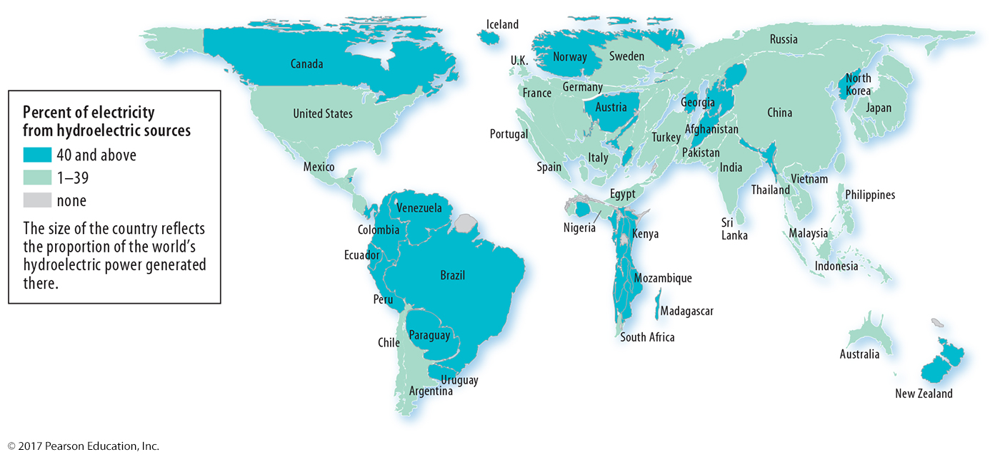 Percent of electricity
from hydroelectric sources
40 and above
1–39
none
The size of the country reflects
the proportion of the world's
hydroelectric power generated
there.
Iceland
Canada
United States
Mexico
Venezuela
Colombia
Ecuador
Brazil
Peru
Paraguay
Chile
Uruguay
Argentina
U.K.
Norway
Sweden
Russia
France
Germany
Austria
Georgia
North
Korea
Japan
China
Portugal
Turkey
Afghanistan
Pakistan
Spain
Italy
India
Thailand
Vietnam
Egypt
Philippines
Nigeria
Kenya
Sri
Lanka
Malaysia
Indonesia
Mozambique
Madagascar
South Africa
Australia
New Zealand
© 2017 Pearson Education, Inc.